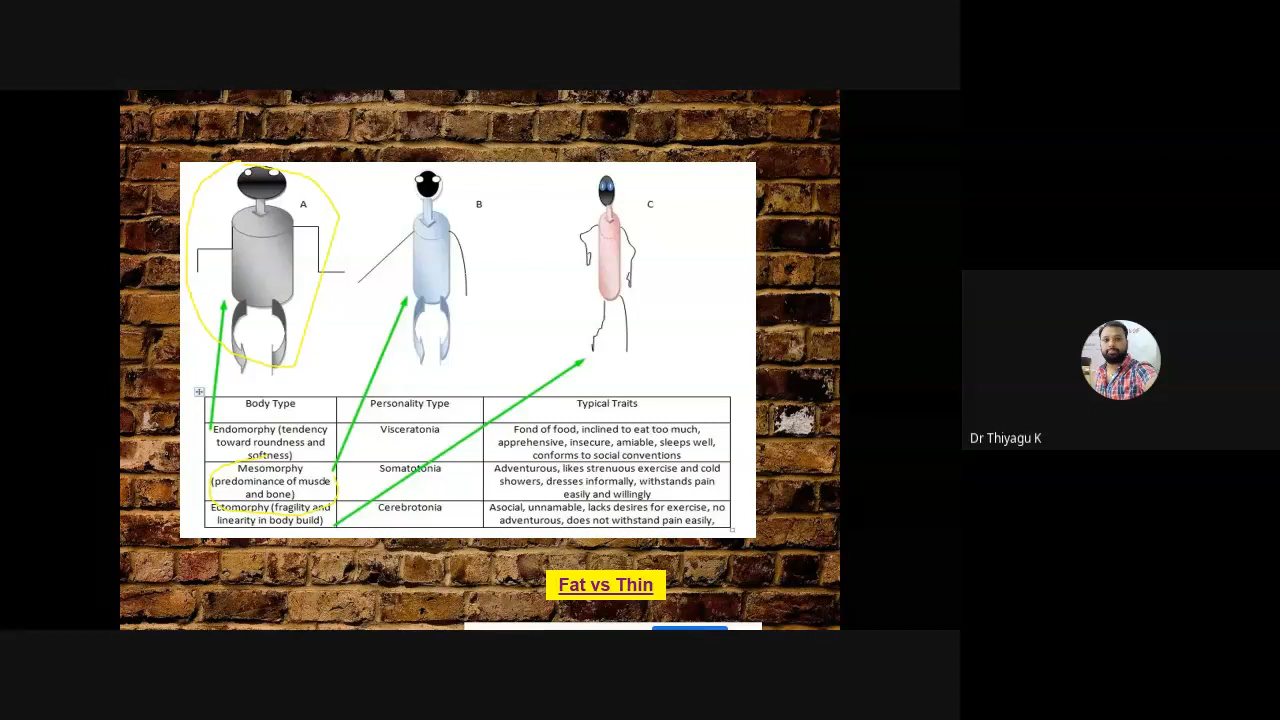 A
B
C
Body Type
Personality Type
Typical Traits
Endomorphy (tendency
toward roundness and
softness)
Visceratonia
Fond of food, inclined to eat too much,
apprehensive, insecure, amiable, sleeps well,
conforms to social conventions
Mesomorphy
(predominance of muscle
and bone)
Somatotonia
Adventurous, likes strenuous exercise and cold
showers, dresses informally, withstands pain
easily and willingly
Ectomorphy (fragility and
linearity in body build)
Cerebrotonia
Asocial, unnamable, lacks desires for exercise, no
adventurous, does not withstand pain easily,
Fat vs Thin
Dr Thiyagu K